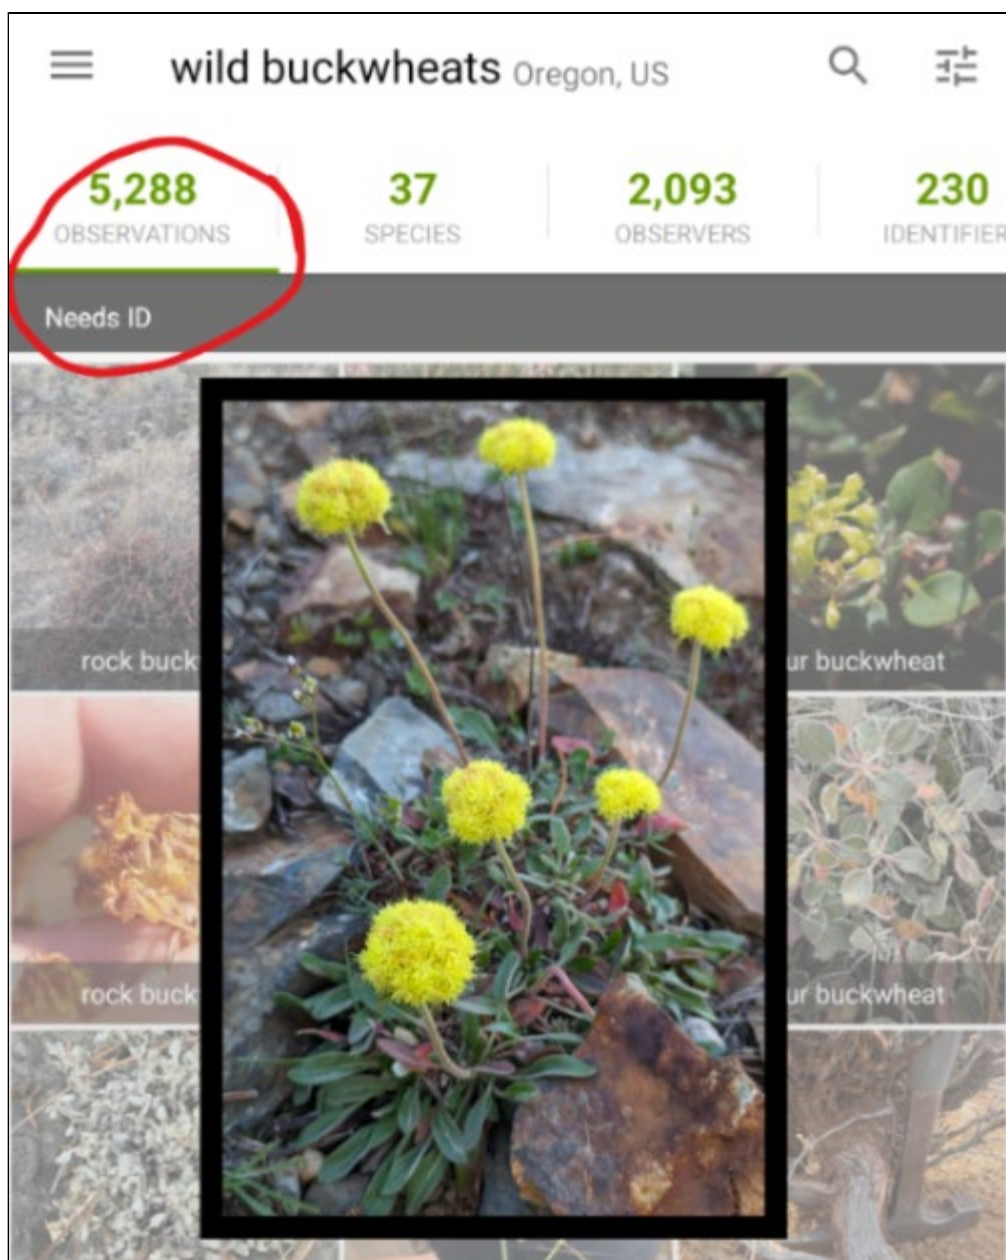 wild buckwheats Oregon, US
5,288 37 2,093 230
OBSERVATIONS SPECIES OBSERVERS IDENTIFIER
Needs ID
rock buck ur buckwheat
rock buck ur buckwheat